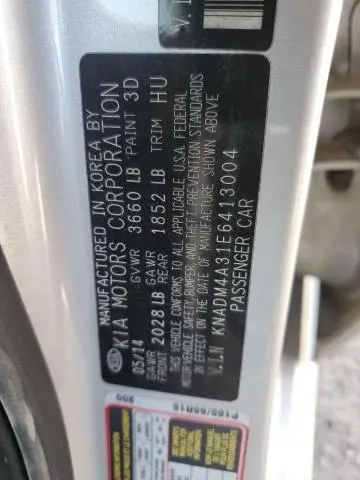 MANUFACTURED IN KOREA BY
KIA MOTORS CORPORATION
05/14 GVWR 3660 LB PAINT 3D
GAWR FRONT 2028 LB GAWR REAR 1852 LB TRIM HU
THIS VEHICLE CONFORMS TO ALL APPLICABLE U.S.A. FEDERAL
MOTOR VEHICLE SAFETY, BUMPER, AND THEFT PREVENTION STANDARDS
IN EFFECT ON THE DATE OF MANUFACTURE SHOWN ABOVE
V.I.N KNADM4A31E6413004
PASSENGER CAR